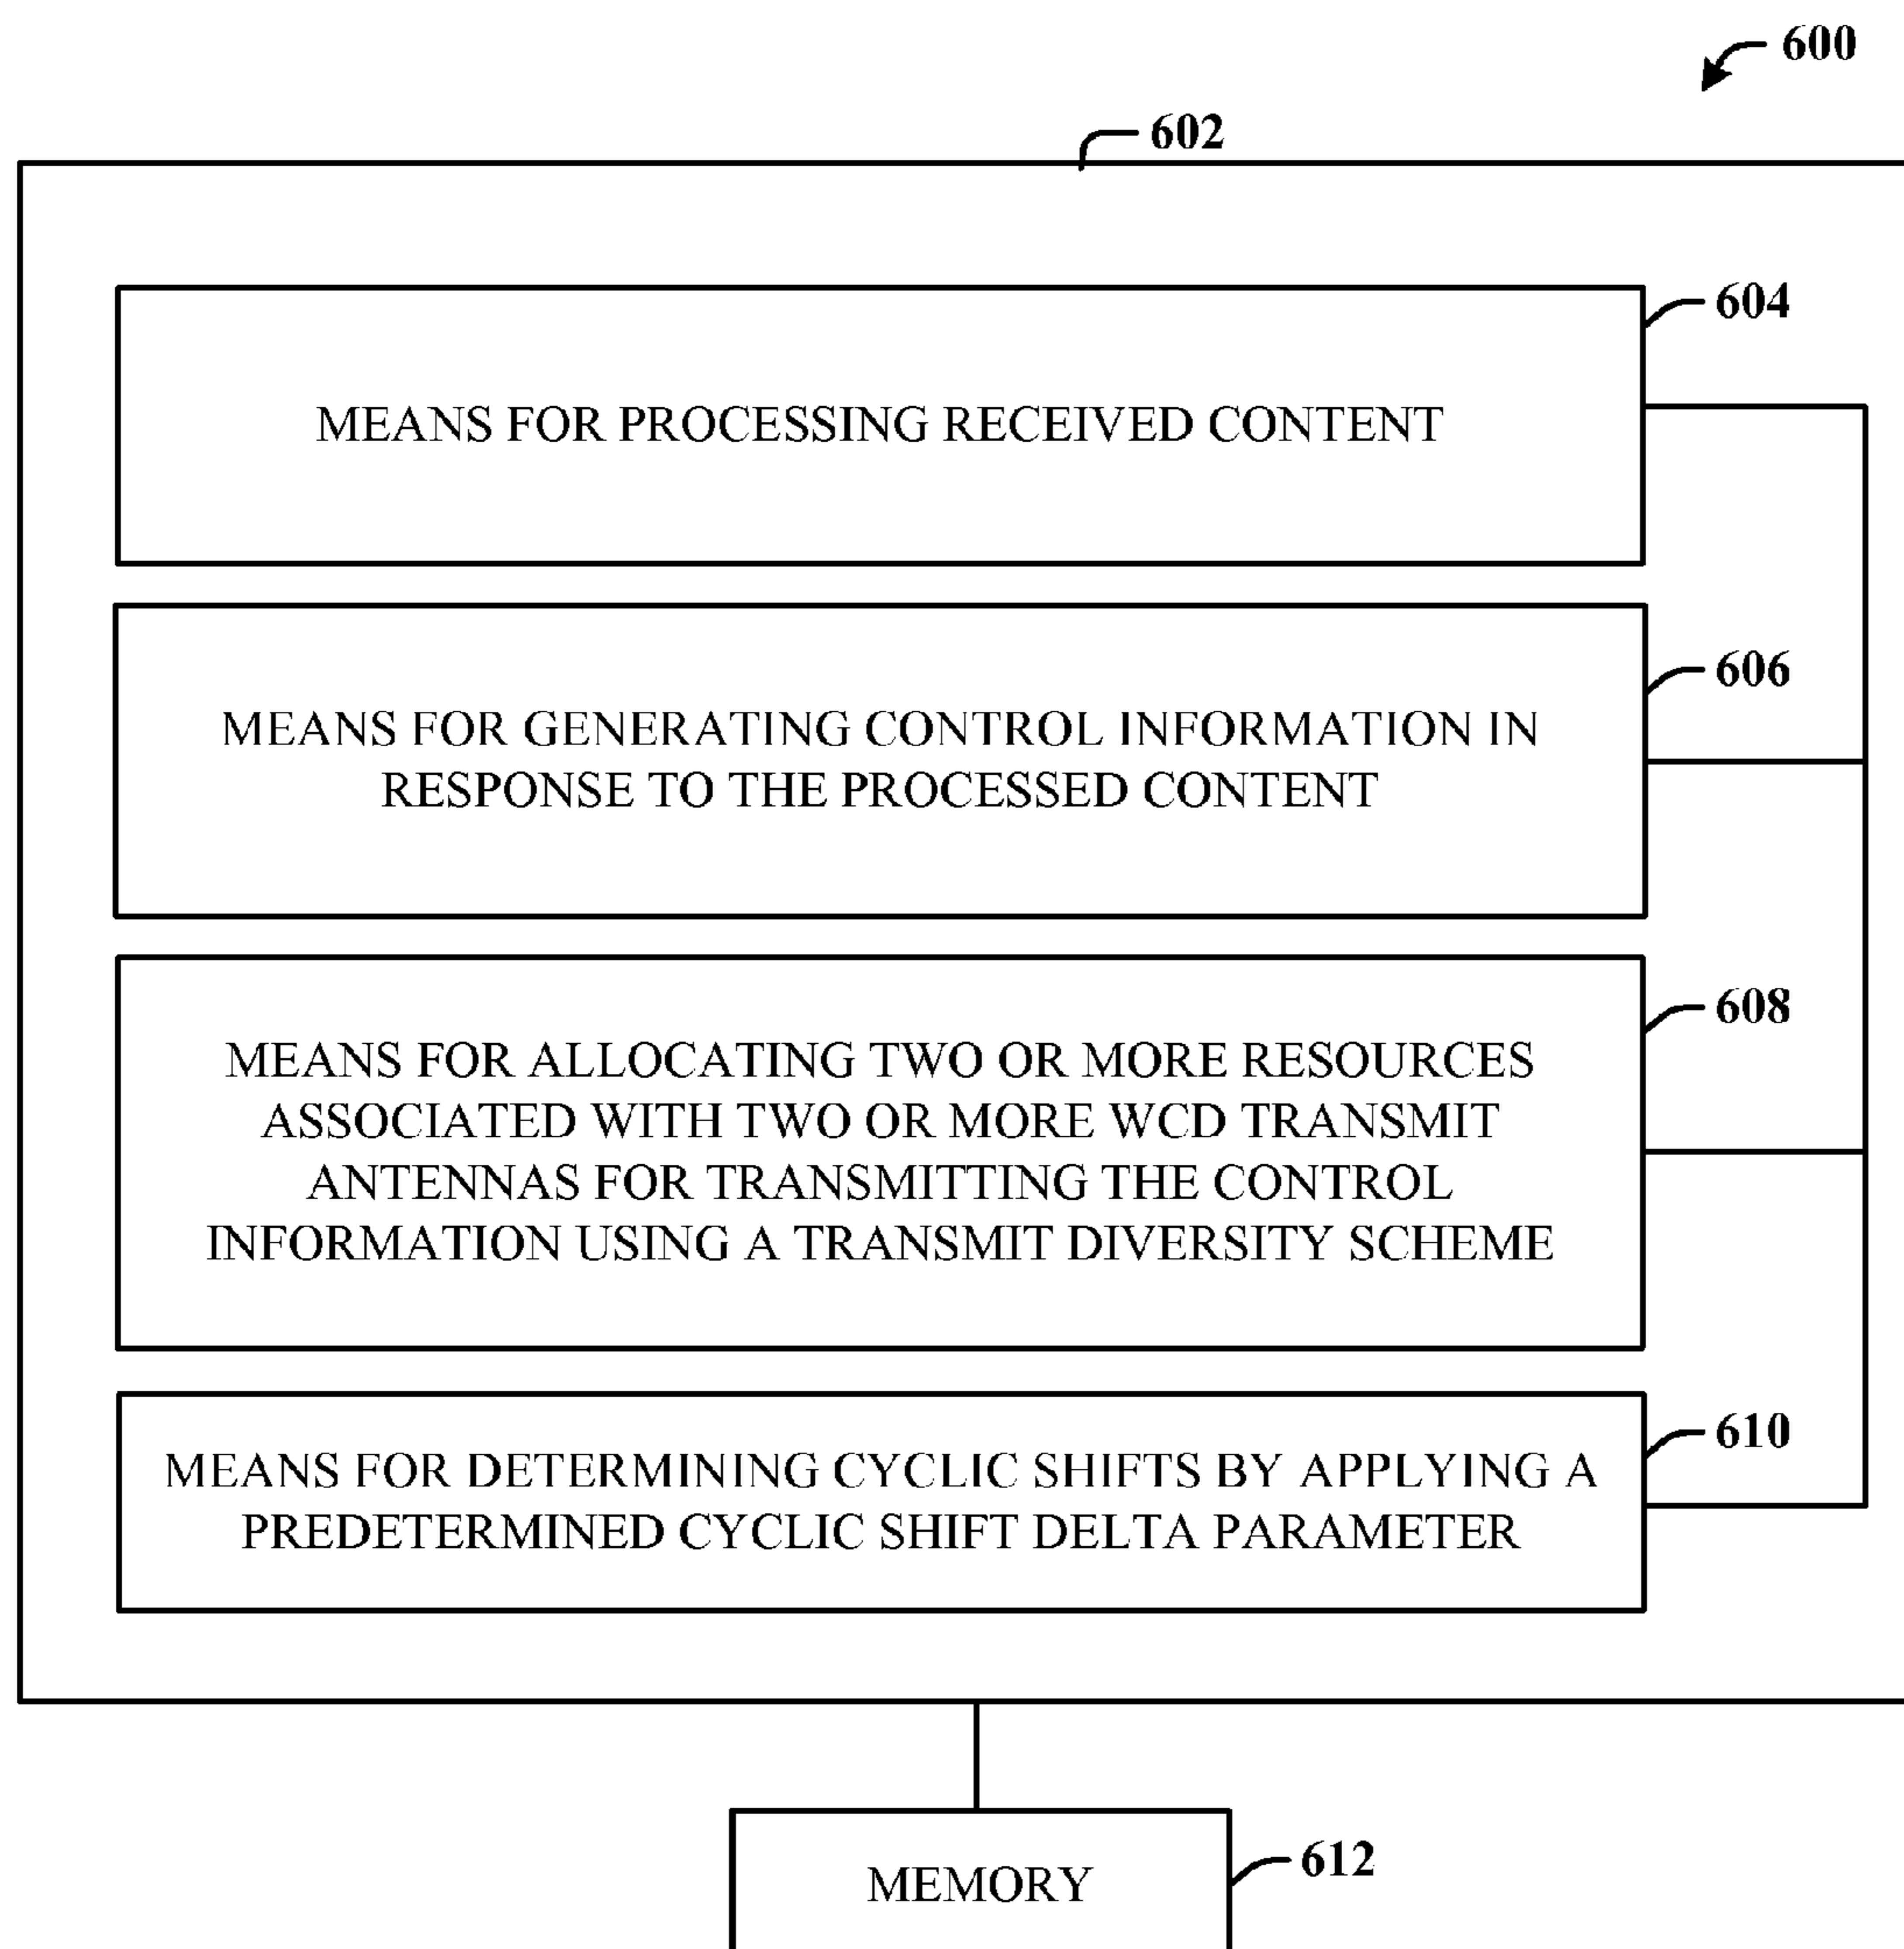 600
602
604
MEANS FOR PROCESSING RECEIVED CONTENT
606
MEANS FOR GENERATING CONTROL INFORMATION IN
RESPONSE TO THE PROCESSED CONTENT
608
MEANS FOR ALLOCATING TWO OR MORE RESOURCES
ASSOCIATED WITH TWO OR MORE WCD TRANSMIT
ANTENNAS FOR TRANSMITTING THE CONTROL
INFORMATION USING A TRANSMIT DIVERSITY SCHEME
610
MEANS FOR DETERMINING CYCLIC SHIFTS BY APPLYING A
PREDETERMINED CYCLIC SHIFT DELTA PARAMETER
612
MEMORY